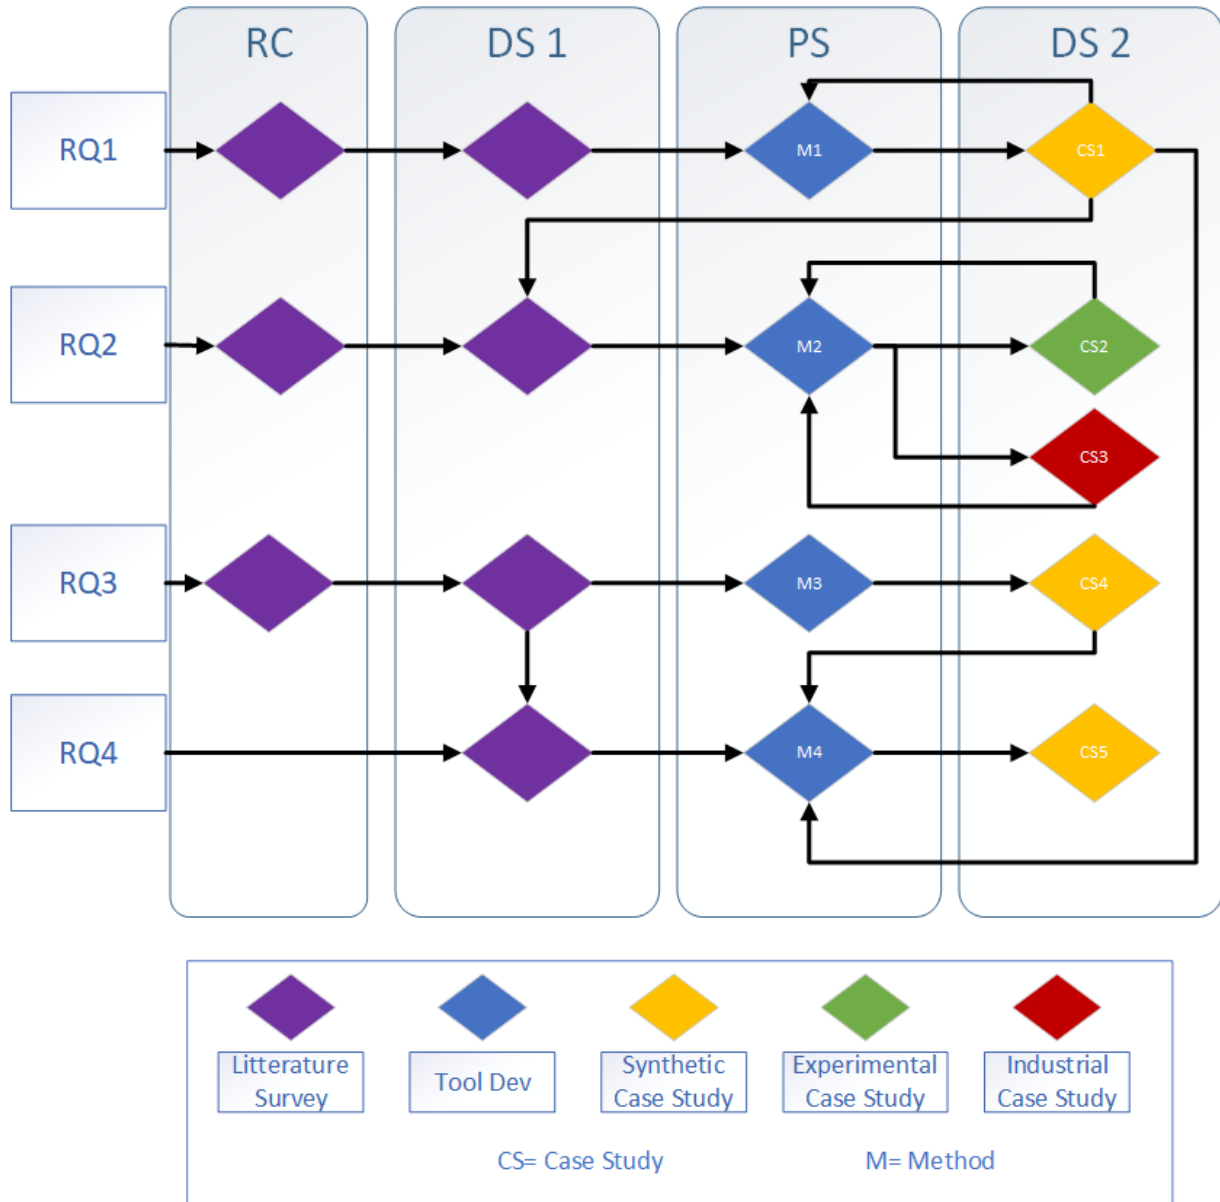 RC
DS 1
PS
DS 2
RQ1
M1
CS1
RQ2
M2
CS2
CS3
RQ3
M3
CS4
RQ4
M4
CS5
Litterature
Survey
Tool Dev
Synthetic
Case Study
Experimental
Case Study
Industrial
Case Study
CS= Case Study
M= Method